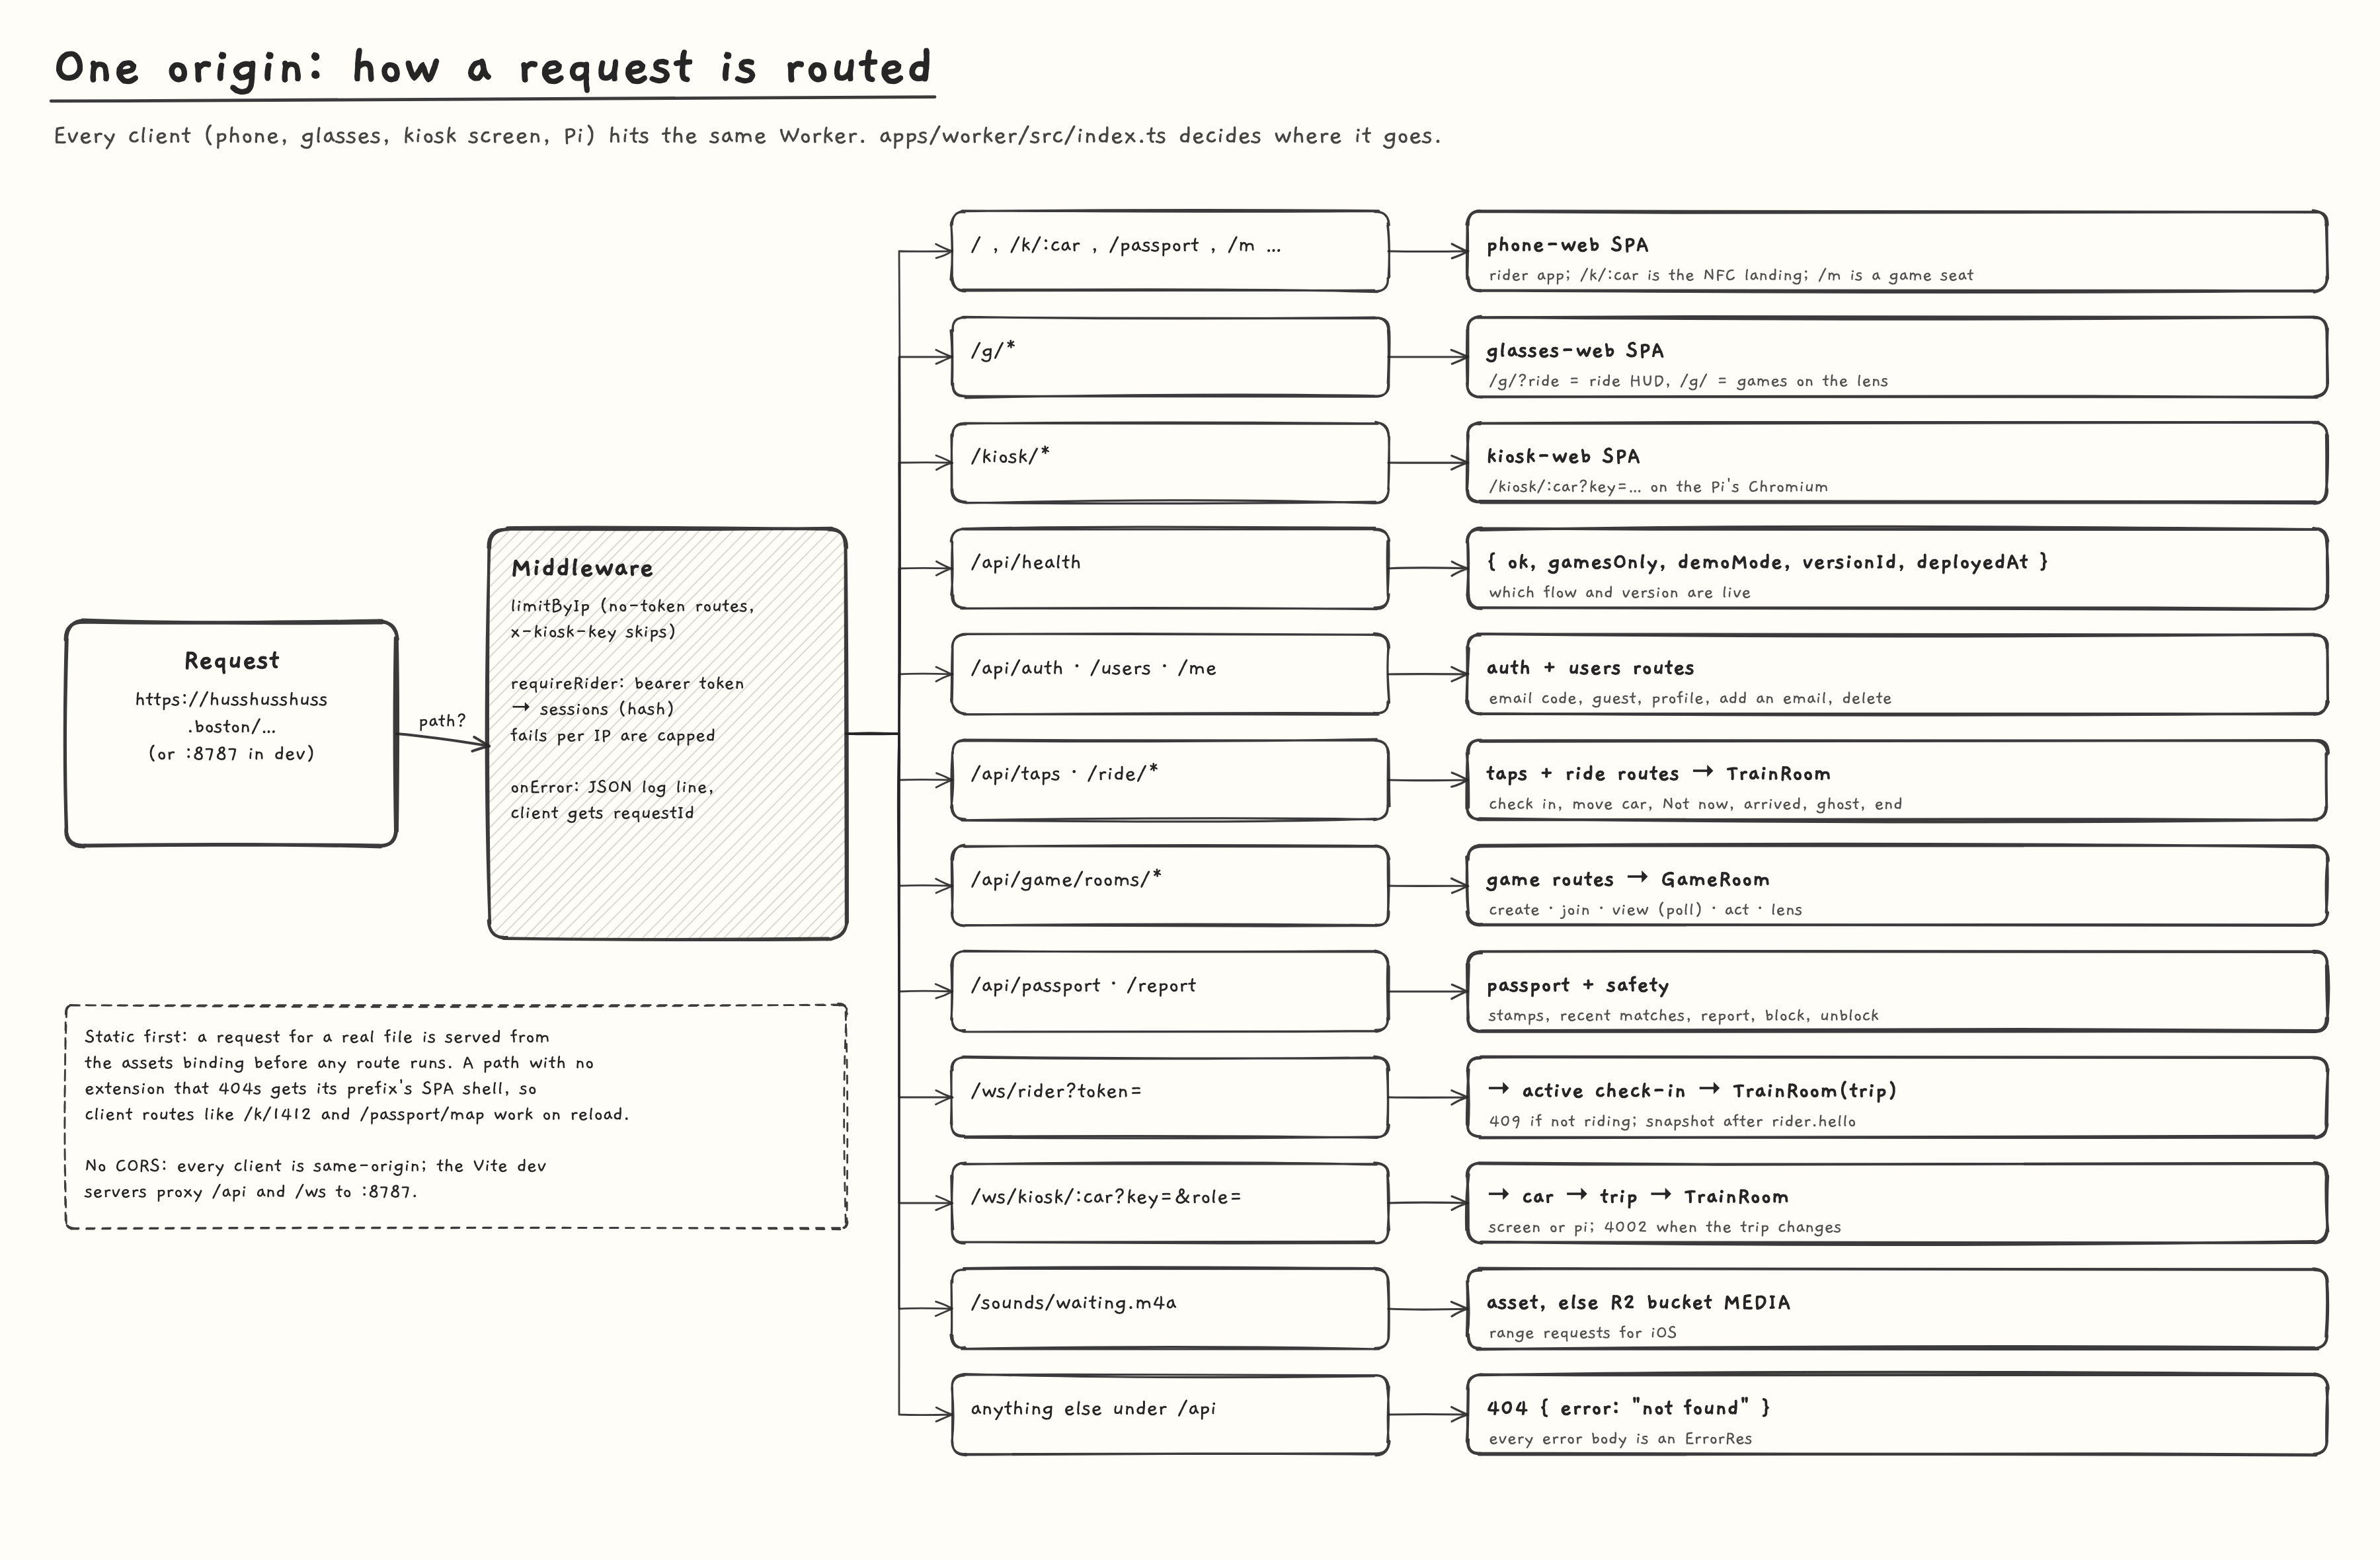 One origin: how a request is routed
Every client (phone, glasses, kiosk screen, Pi) hits the same Worker. apps/worker/src/index.ts decides where it goes.
Request
https://husshusshuss
.boston/...
(or :8787 in dev)
path?
Middleware
limitByIp (no-token routes,
x-kiosk-key skips)
requireRider: bearer token
→ sessions (hash)
fails per IP are capped
onError: JSON log line,
client gets requestId
Static first: a request for a real file is served from
the assets binding before any route runs. A path with no
extension that 404s gets its prefix's SPA shell, so
client routes like /k/1412 and /passport/map work on reload.
No CORS: every client is same-origin; the Vite dev
servers proxy /api and /ws to :8787.
/ , /k/:car , /passport , /m ...
phone-web SPA
rider app; /k/:car is the NFC landing; /m is a game seat
/g/*
glasses-web SPA
/g/?ride = ride HUD, /g/ = games on the lens
/kiosk/*
kiosk-web SPA
/kiosk/:car?key=... on the Pi's Chromium
/api/health
{ ok, gamesOnly, demoMode, versionId, deployedAt }
which flow and version are live
/api/auth · /users · /me
auth + users routes
email code, guest, profile, add an email, delete
/api/taps · /ride/*
taps + ride routes → TrainRoom
check in, move car, Not now, arrived, ghost, end
/api/game/rooms/*
game routes → GameRoom
create · join · view (poll) · act · lens
/api/passport · /report
passport + safety
stamps, recent matches, report, block, unblock
/ws/rider?token=
→ active check-in → TrainRoom(trip)
409 if not riding; snapshot after rider.hello
/ws/kiosk/:car?key=&role=
→ car → trip → TrainRoom
screen or pi; 4002 when the trip changes
/sounds/waiting.m4a
asset, else R2 bucket MEDIA
range requests for iOS
anything else under /api
404 { error: "not found" }
every error body is an ErrorRes